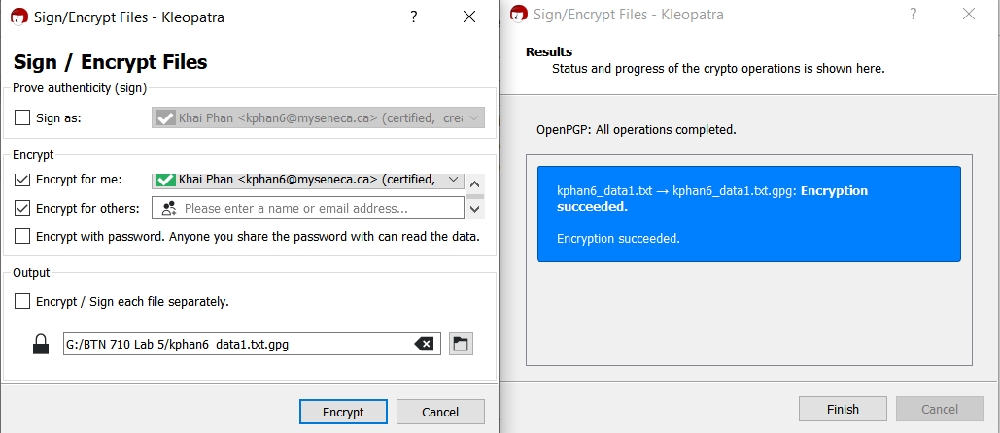 Sign/Encrypt Files - Kleopatra
Sign / Encrypt Files
Prove authenticity (sign)
Sign as:
Khai Phan <kphan6@myseneca.ca> (certified, crea
Encrypt
Encrypt for me:
Khai Phan <kphan6@myseneca.ca> (certified,
Encrypt for others:
Please enter a name or email address...
Encrypt with password. Anyone you share the password with can read the data.
Output
Encrypt / Sign each file separately.
G:/BTN 710 Lab 5/kphan6_data1.txt.gpg
Encrypt
Cancel
Sign/Encrypt Files - Kleopatra
Results
Status and progress of the crypto operations is shown here.
OpenPGP: All operations completed.
kphan6_data1.txt → kphan6_data1.txt.gpg: Encryption
succeeded.
Encryption succeeded.
Finish
Cancel